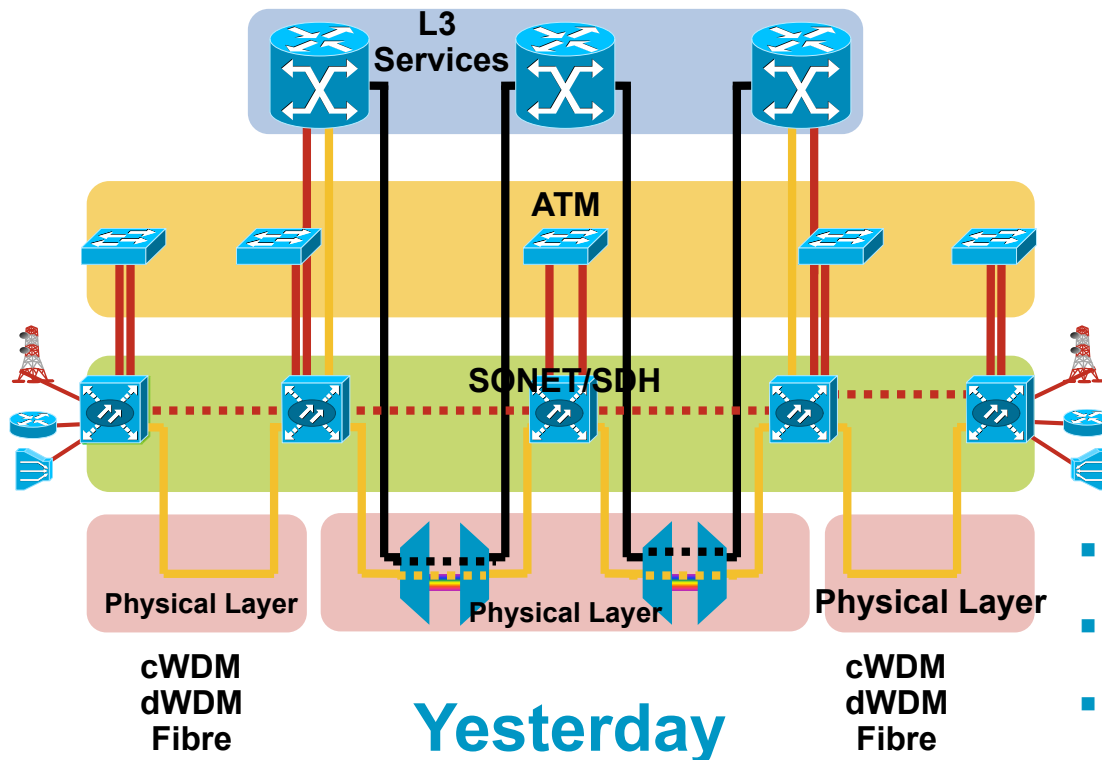 L3
Services
ATM
SONET/SDH
Physical Layer
Physical Layer
Physical Layer
cWDM
dWDM
Fibre
cWDM
dWDM
Fibre
Yesterday